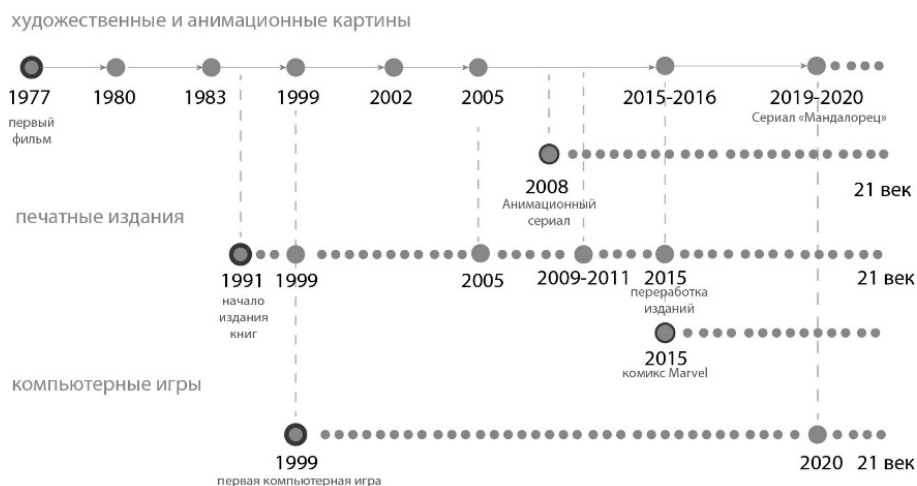 художественные и анимационные картины
1977 1980 1983 1999 2002 2005 2015-2016 2019-2020
первый
фильм
Сериал «Мандалорец»
2008
Анимационный
сериал
21 век
печатные издания
1991 1999 2005 2009-2011 2015 21 век
начало
издания
книг
переработка
изданий
2015
комикс Marvel
компьютерные игры
1999 2020 21 век
первая компьютерная игра